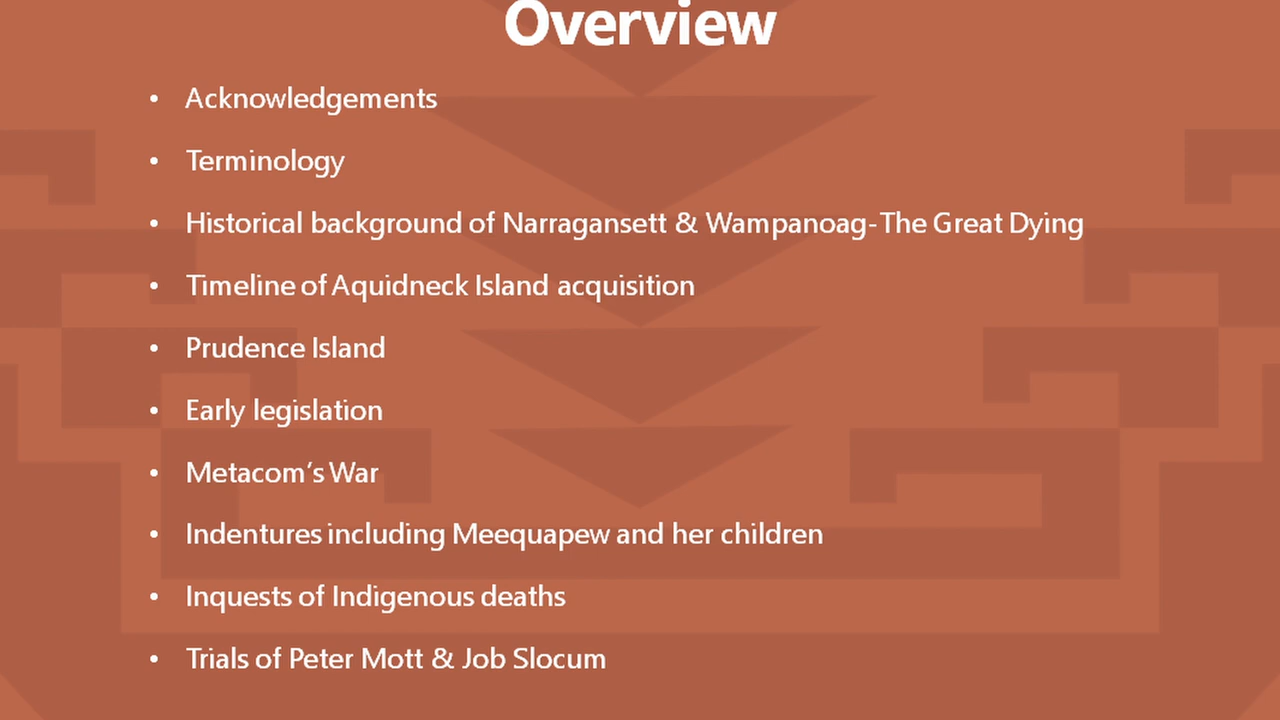 Overview
• Acknowledgements
• Terminology
• Historical background of Narragansett & Wampanoag-The Great Dying
• Timeline of Aquidneck Island acquisition
• Prudence Island
• Early legislation
• Metacom's War
• Indentures including Meequapew and her children
• Inquests of Indigenous deaths
• Trials of Peter Mott & Job Slocum